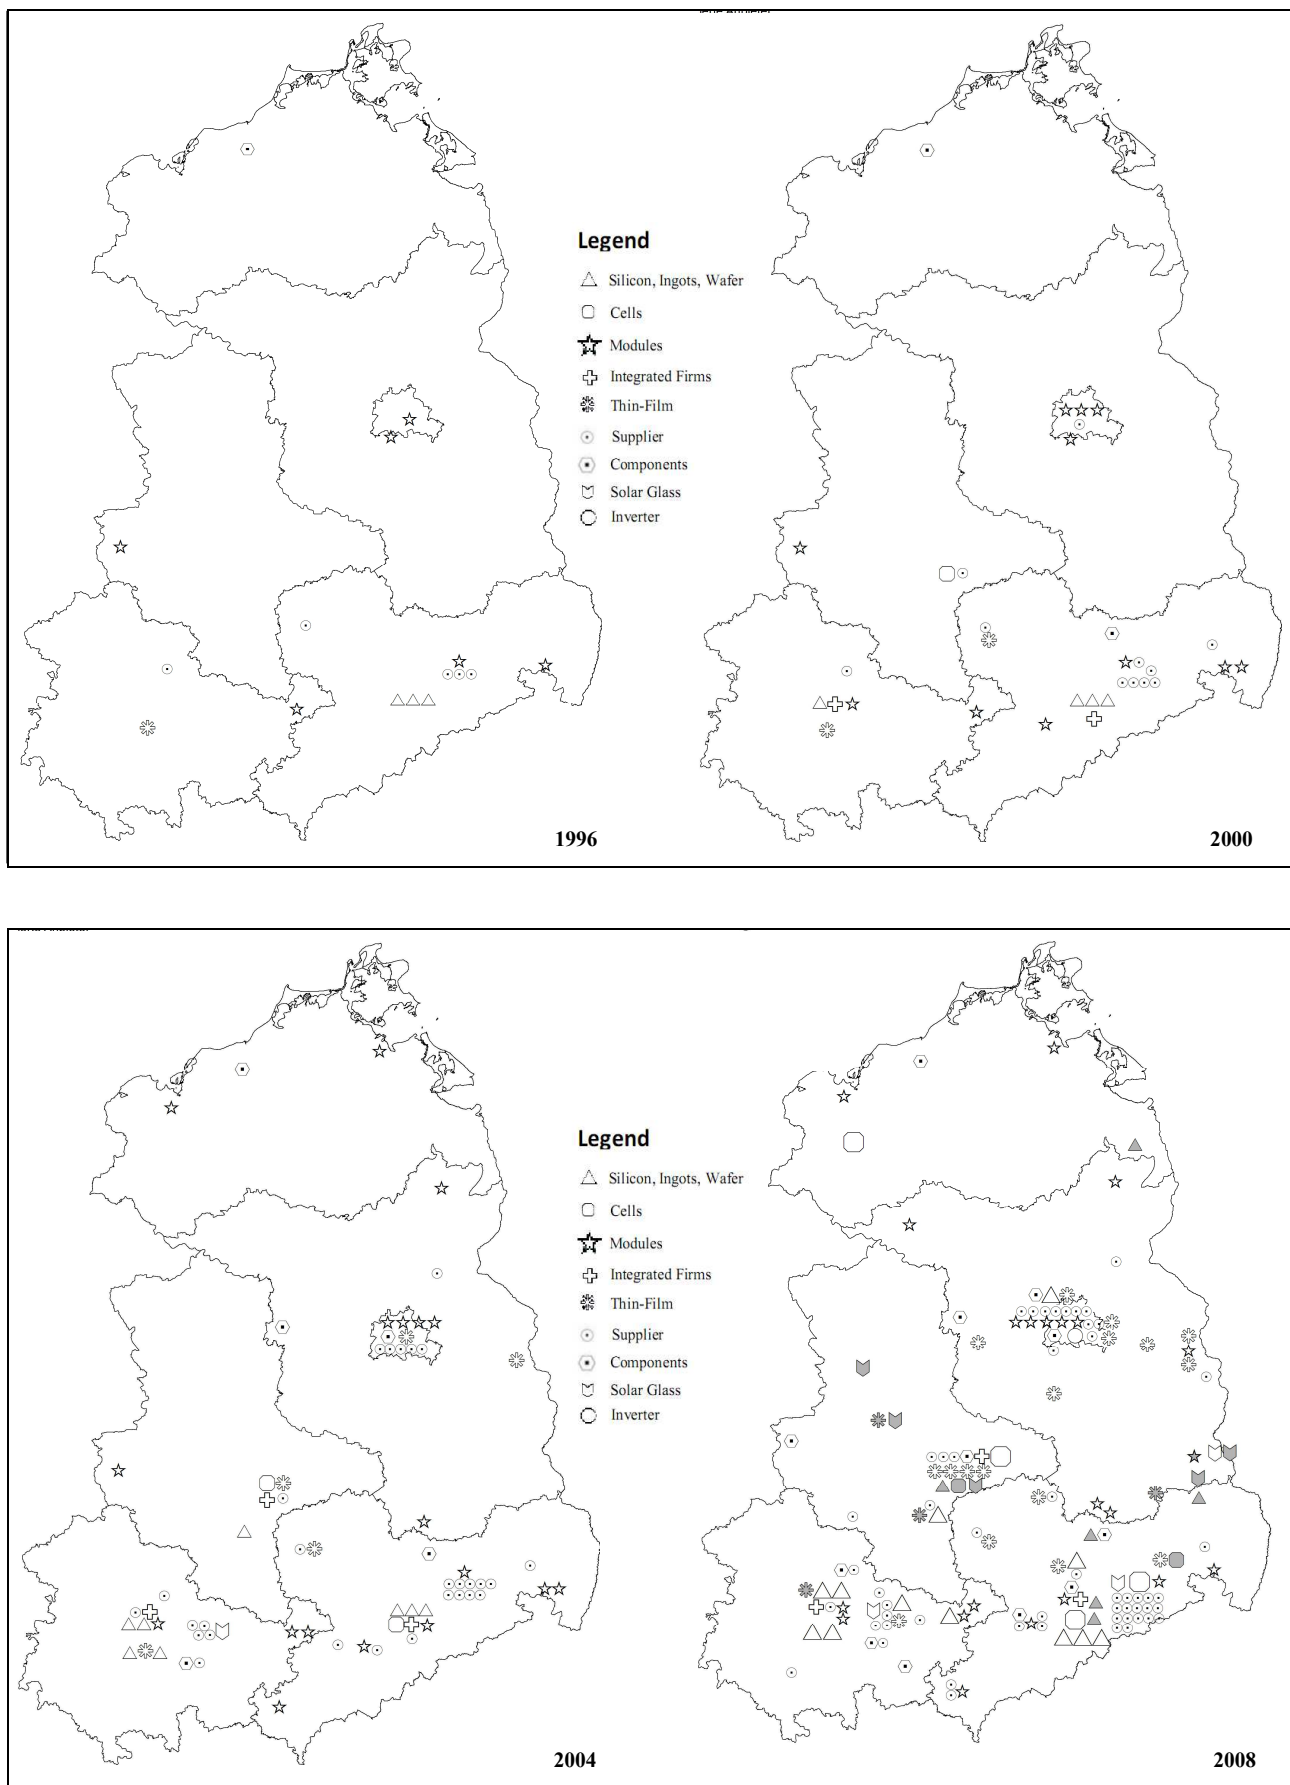 Legend
Silicon, Ingots, Wafer
Cells
Modules
Integrated Firms
Thin-Film
Supplier
Components
Solar Glass
Inverter
1996
2000
Legend
Silicon, Ingots, Wafer
Cells
Modules
Integrated Firms
Thin-Film
Supplier
Components
Solar Glass
Inverter
2004
2008